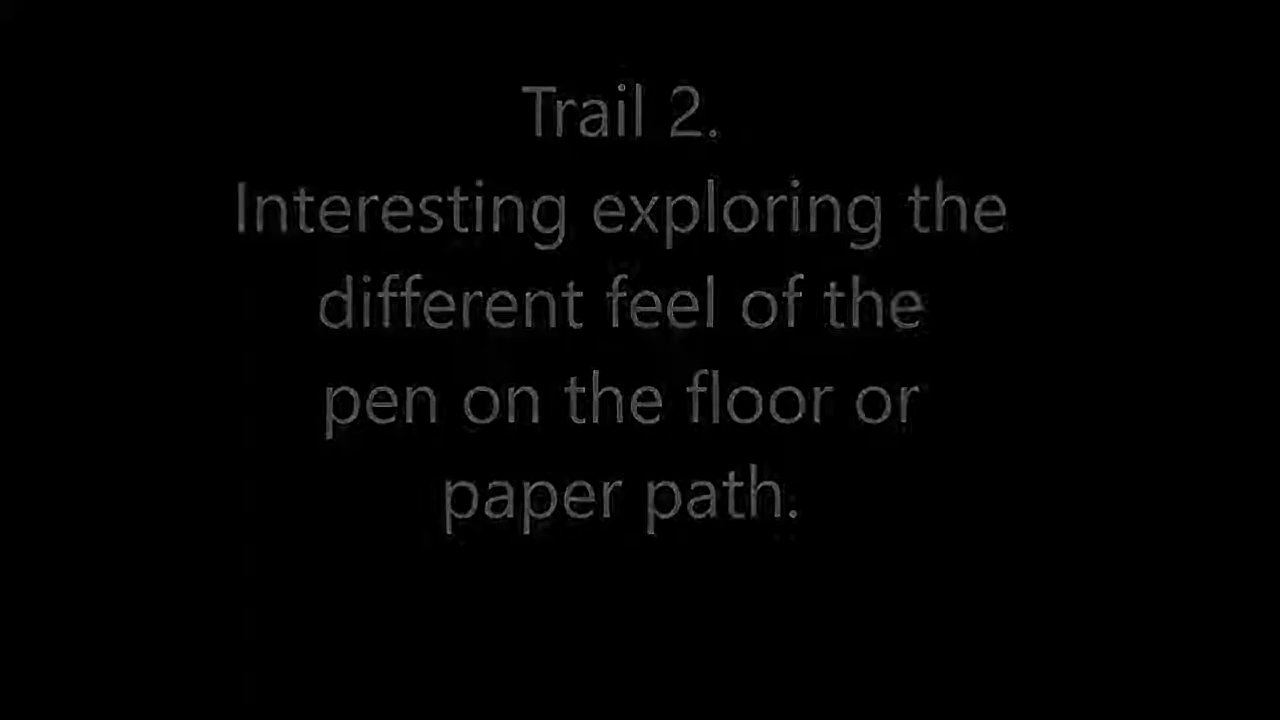 Trail 2.
Interesting exploring the
different feel of the
pen on the floor or
paper path.